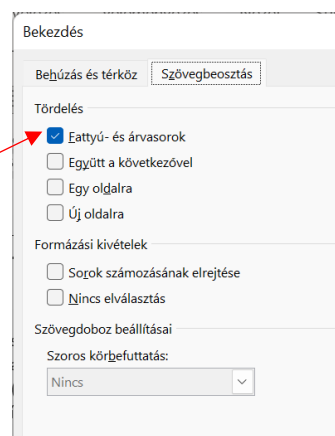 Bekezdés
Behúzás és térköz Szövegbeosztás
Tördelés
Fattyú- és árvasorok
Együtt a következővel
Egy oldalra
Új oldalra
Formázási kivételek
Sorok számozásának elrejtése
Nincs elválasztás
Szövegdoboz beállításai
Szoros körbefuttatás:
Nincs